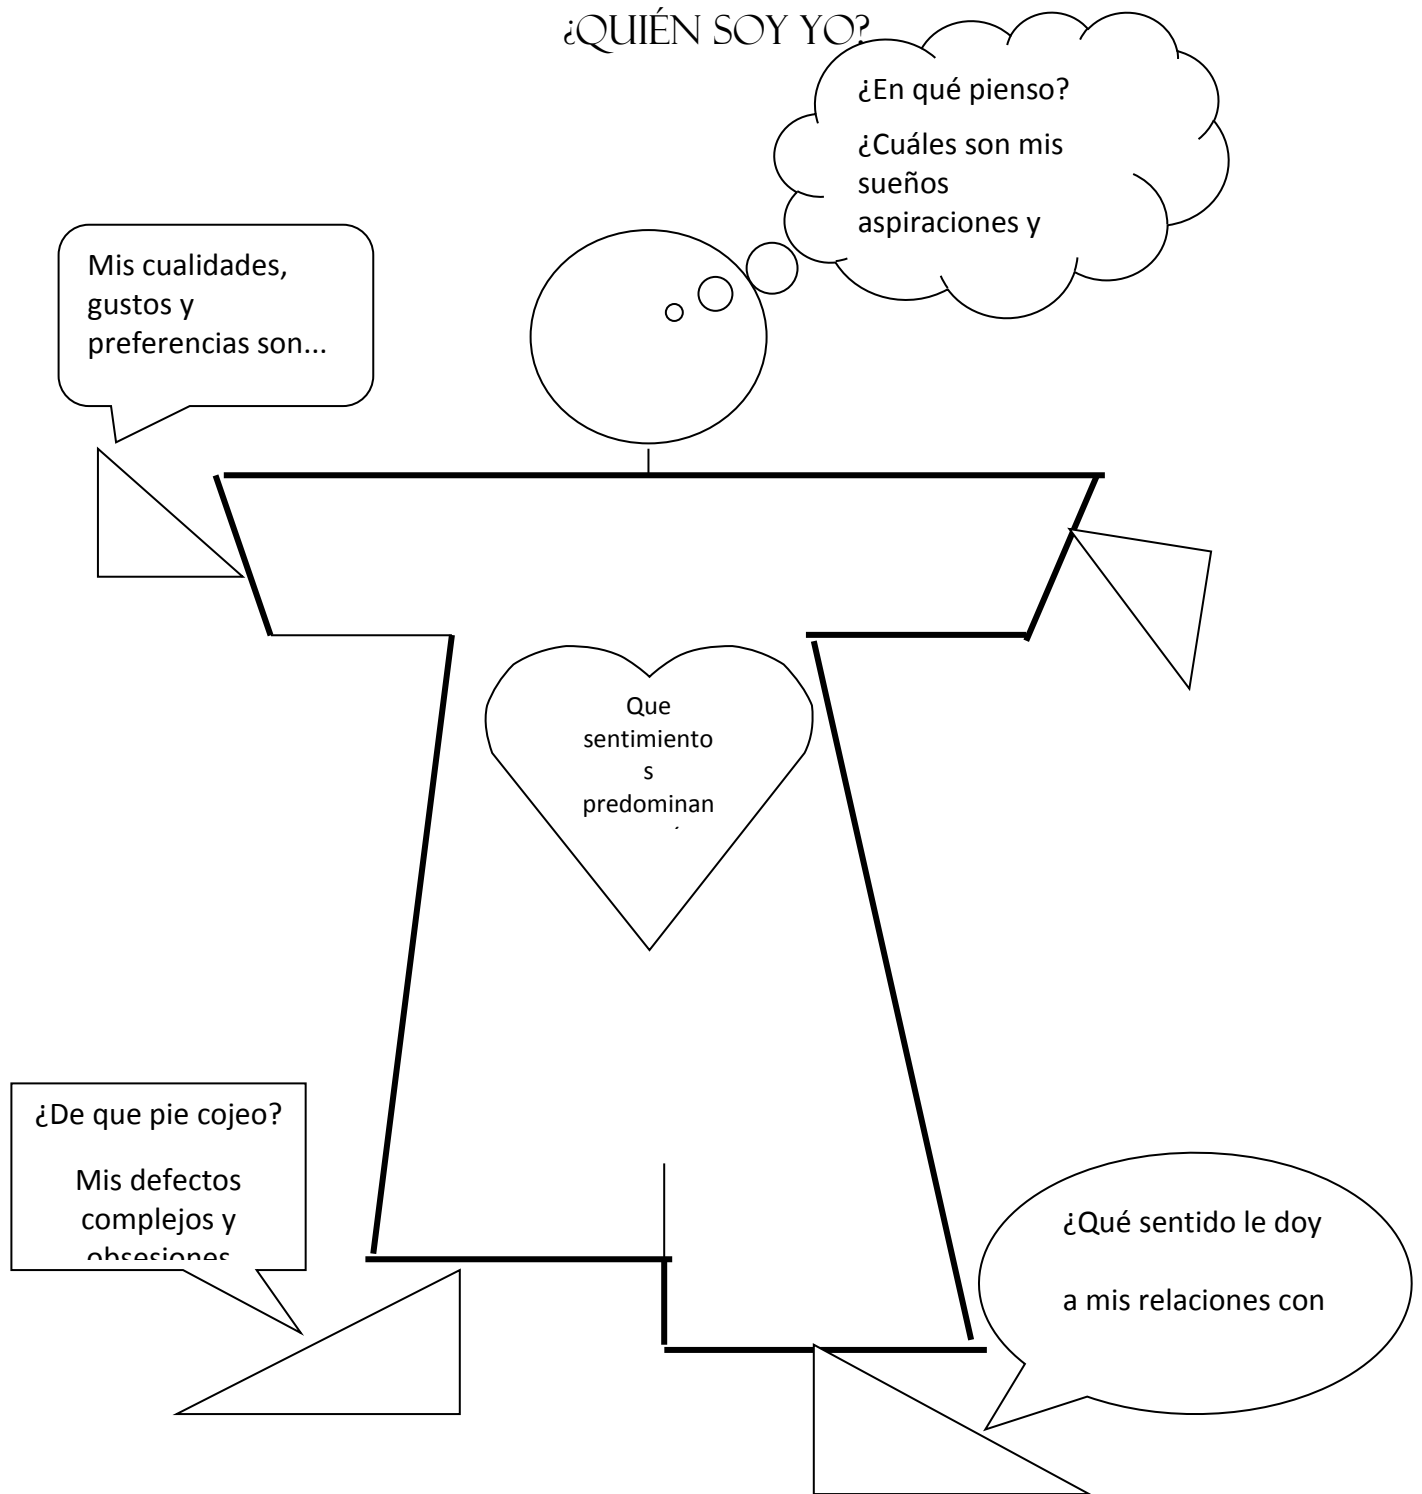 ¿QUIÉN SOY YO?
¿En qué pienso?
¿Cuáles son mis
sueños
aspiraciones y
Mis cualidades,
gustos y
preferencias son...
Que
sentimiento
s
predominan
¿De que pie cojeo?
Mis defectos
complejos y
obsesiones
¿Qué sentido le doy
a mis relaciones con